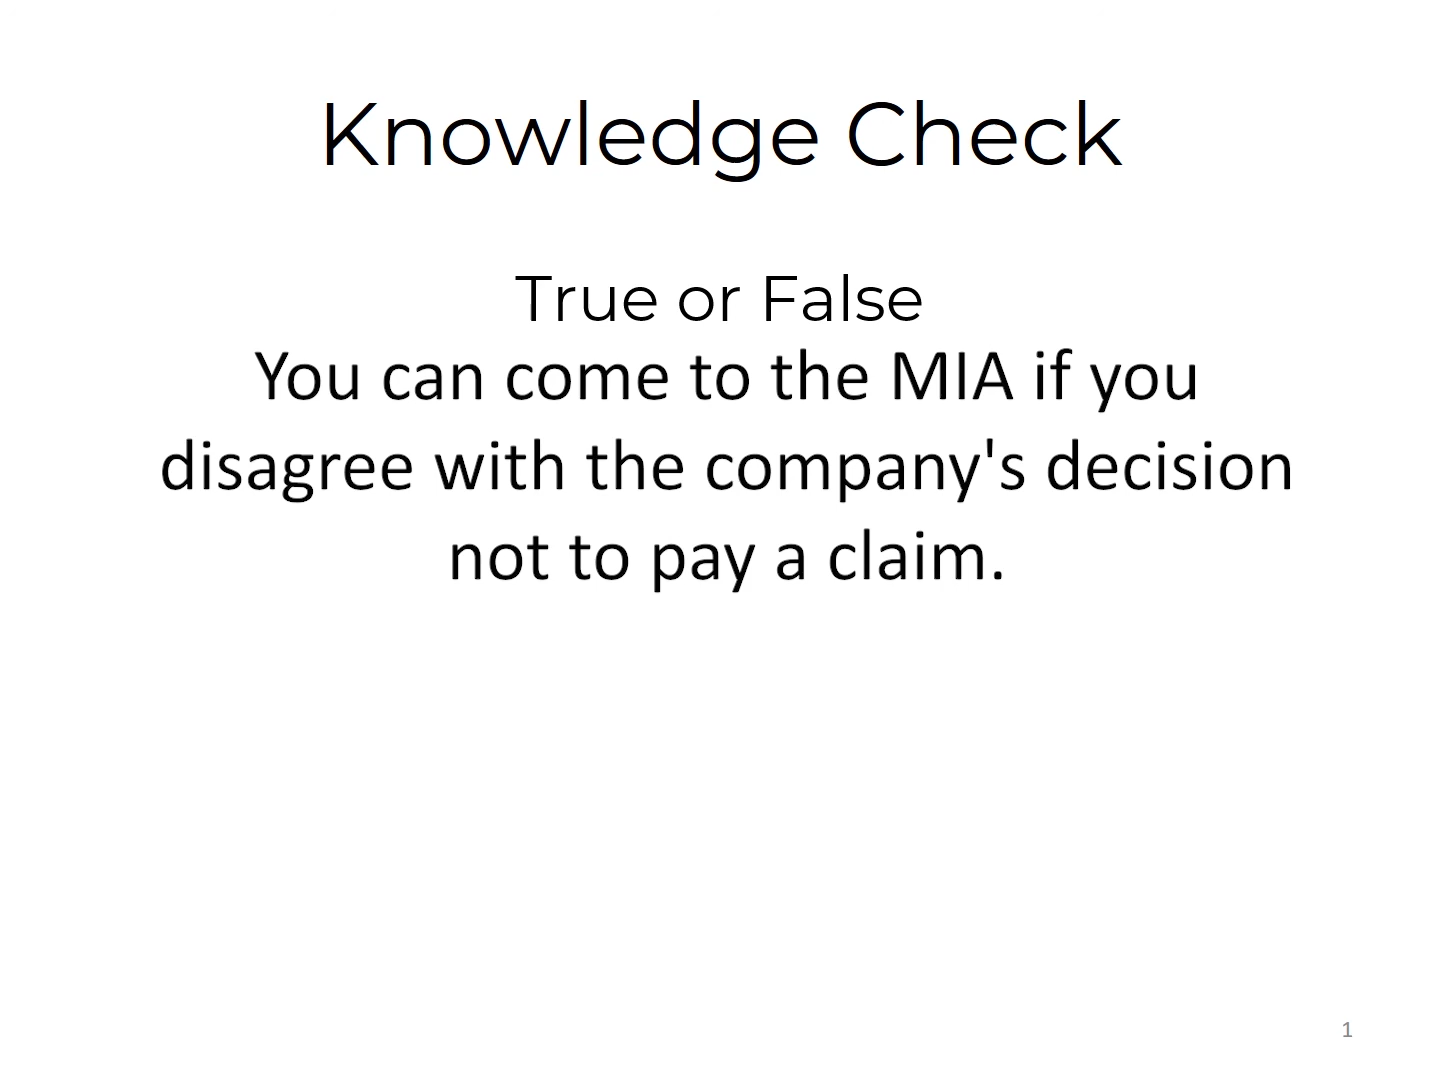 Knowledge Check
True or False
You can come to the MIA if you
disagree with the company's decision
not to pay a claim.
1